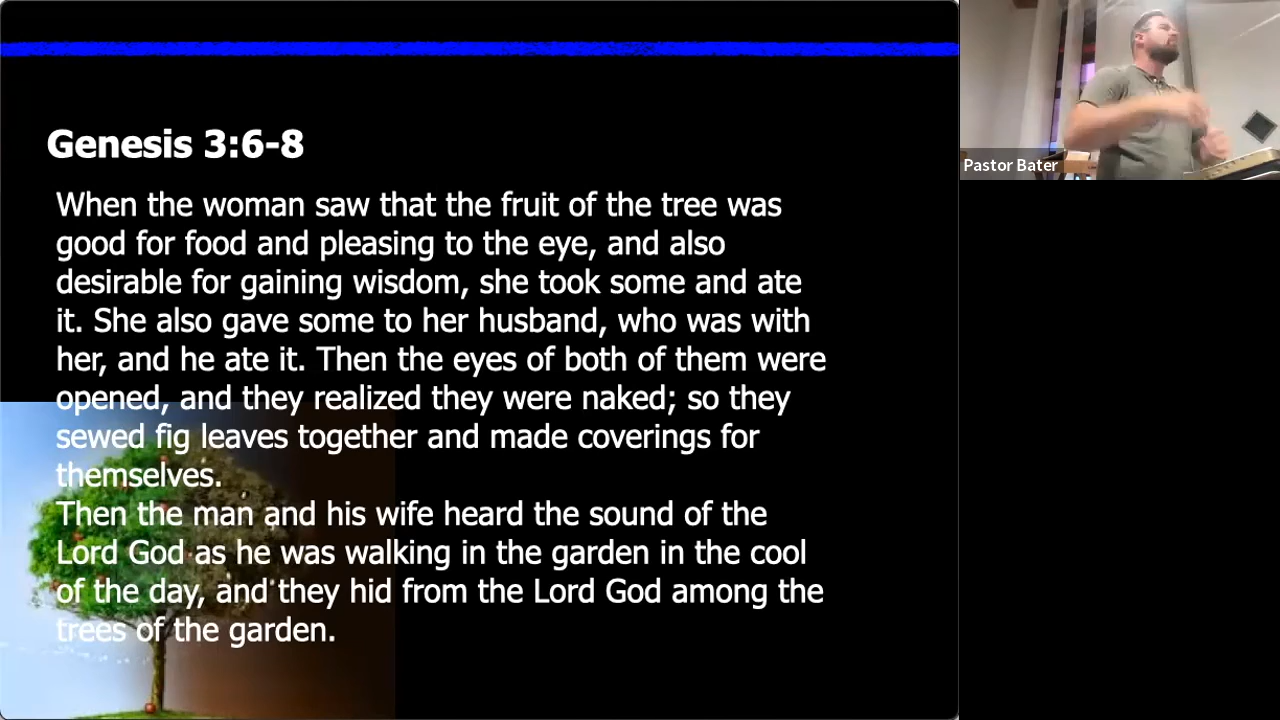 Genesis 3:6-8
When the woman saw that the fruit of the tree was
good for food and pleasing to the eye, and also
desirable for gaining wisdom, she took some and ate
it. She also gave some to her husband, who was with
her, and he ate it. Then the eyes of both of them were
opened, and they realized they were naked; so they
sewed fig leaves together and made coverings for
themselves.
Then the man and his wife heard the sound of the
Lord God as he was walking in the garden in the cool
of the day, and they hid from the Lord God among the
trees of the garden.
Pastor Bater